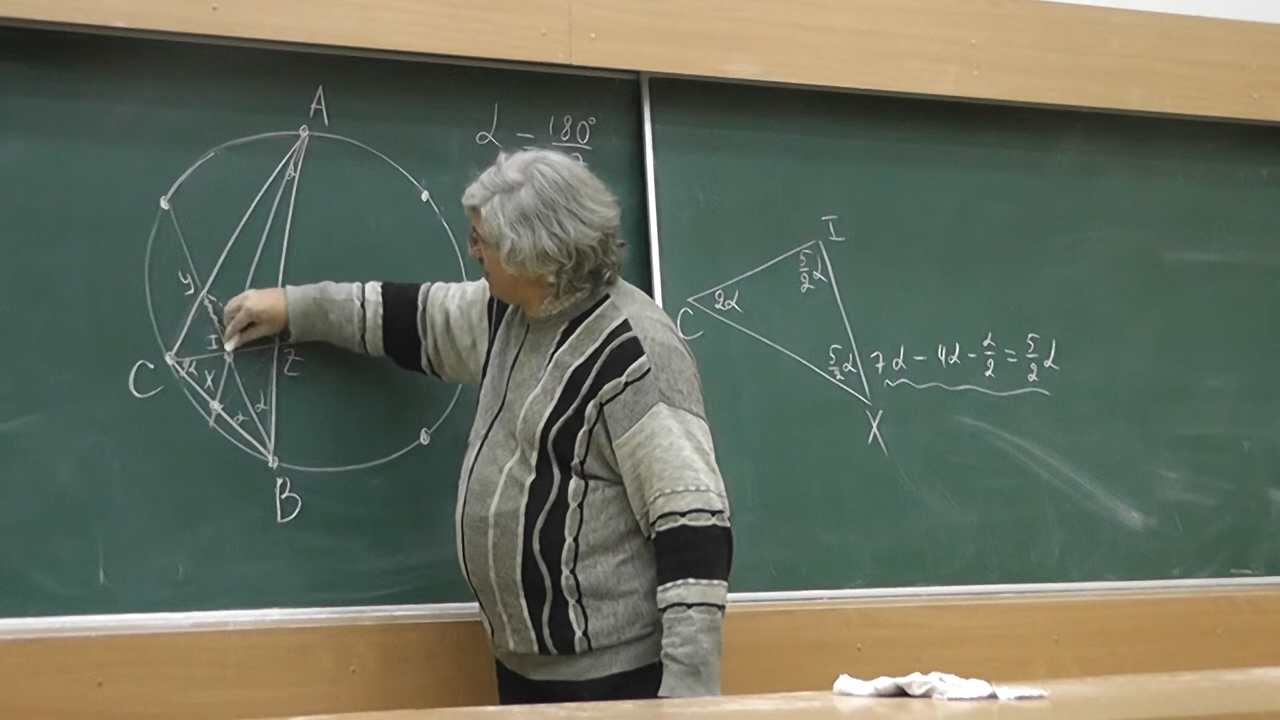 A
α = 180°
y
I
C
X
Z
α
α
B
I
5/2 α
2α
C
5/2 α
7α - 4α - α/2 = 5/2 α
X